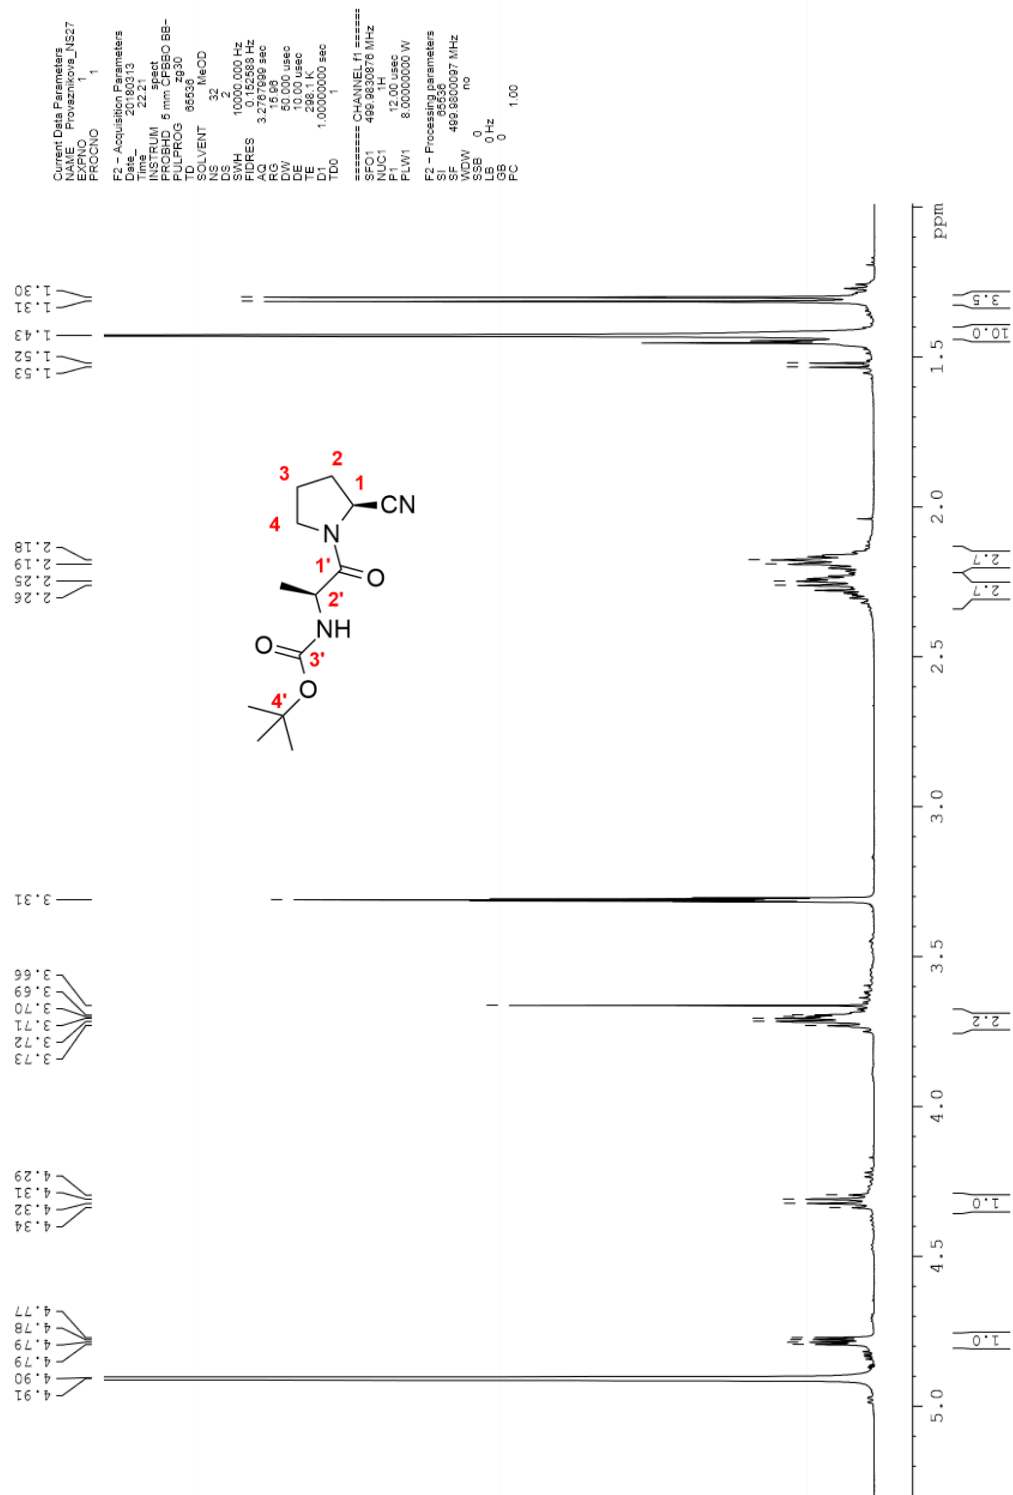 Current Data Parameters
NAME Provaznikova_NS27
EXPNO 1
PROCNO 1
F2 - Acquisition Parameters
Date_ 20180313
Time 22.21
INSTRUM spect
PROBHD 5 mm CPBBO BB-
PULPROG zg30
TD 65536
SOLVENT MeOD
NS 32
DS 2
SWH 10000.000 Hz
FIDRES 0.152588 Hz
AQ 3.2767999 sec
RG 15.96
DW 50.000 usec
DE 10.00 usec
TE 298.1 K
D1 1.00000000 sec
TD0 1
======== CHANNEL f1 ========
SFO1 499.9830876 MHz
NUC1 1H
P1 12.00 usec
PLW1 8.00000000 W
F2 - Processing parameters
SI 65536
SF 499.9800097 MHz
WDW no
SSB 0
LB 0 Hz
GB 0
PC 1.00
1.30
1.31
1.43
1.52
1.53
2.18
2.19
2.25
2.26
3.31
3.66
3.69
3.70
3.71
3.72
3.73
4.29
4.31
4.32
4.34
4.77
4.78
4.79
4.79
4.90
4.91
2
3
1
CN
4
N
1'
O
2'
NH
O
3'
O
4'
ppm
1.5
2.0
2.5
3.0
3.5
4.0
4.5
5.0
3.5
10.0
2.7
2.7
2.2
1.0
1.0